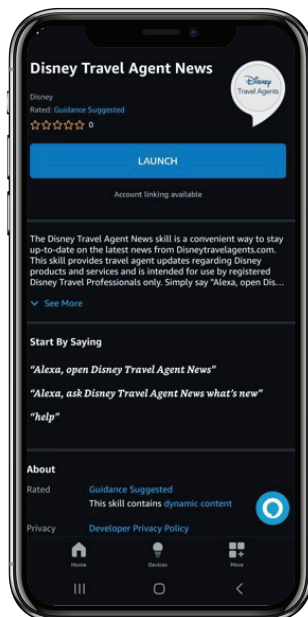 Disney Travel Agent News
Disney
Travel Agents
Disney
Rated: Guidance Suggested
0
LAUNCH
Account linking available
The Disney Travel Agent News skill is a convenient way to stay
up-to-date on the latest news from Disneytravelagents.com.
This skill provides travel agent updates regarding Disney
products and services and is intended for use by registered
Disney Travel Professionals only. Simply say "Alexa, open Dis...
See More
Start By Saying
"Alexa, open Disney Travel Agent News"
"Alexa, ask Disney Travel Agent News what's new"
"help"
About
Rated Guidance Suggested
This skill contains dynamic content
Privacy Developer Privacy Policy
Home Devices More